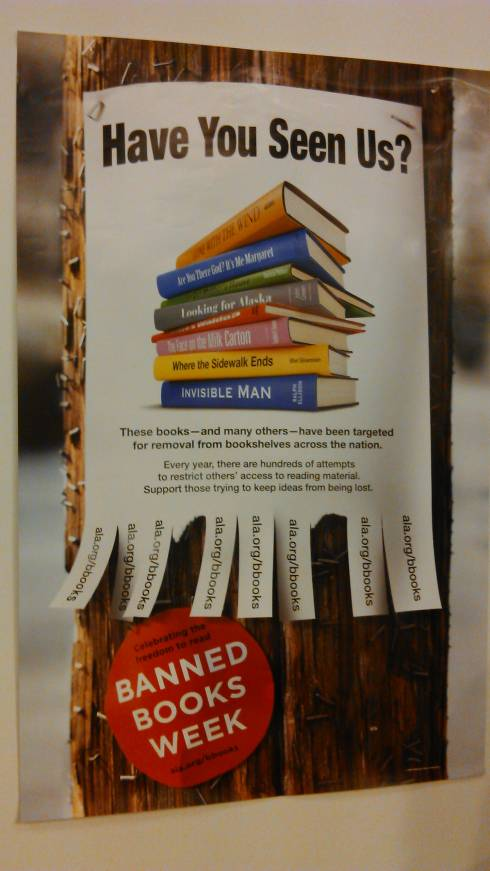 Have You Seen Us?
GONE WITH THE WIND
Are You There God? It's Me Margaret
Looking for Alaska
The Face on the Milk Carton
Where the Sidewalk Ends
Shel Silverstein
INVISIBLE MAN
RALPH ELLISON
These books—and many others—have been targeted
for removal from bookshelves across the nation.
Every year, there are hundreds of attempts
to restrict others' access to reading material.
Support those trying to keep ideas from being lost.
ala.org/bbooks
ala.org/bbooks
ala.org/bbooks
ala.org/bbooks
ala.org/bbooks
ala.org/bbooks
ala.org/bbooks
ala.org/bbooks
Celebrating the
freedom to read
BANNED
BOOKS
WEEK
ala.org/bbooks